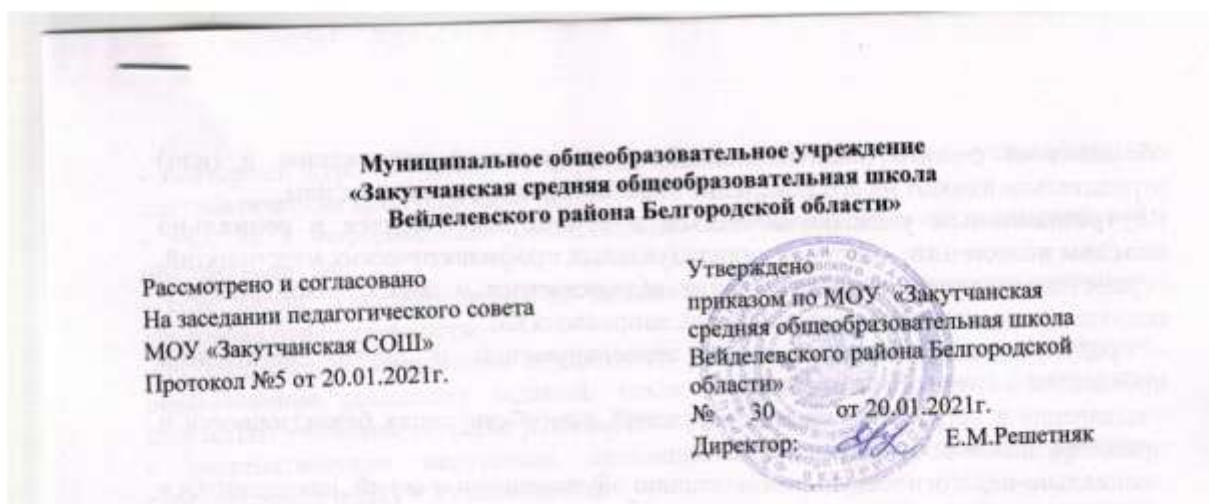 Муниципальное общеобразовательное учреждение
«Закутчанская средняя общеобразовательная школа
Вейделевского района Белгородской области»
Рассмотрено и согласовано
На заседании педагогического совета
МОУ «Закутчанская СОШ»
Протокол №5 от 20.01.2021г.
Утверждено
приказом по МОУ «Закутчанская
средняя общеобразовательная школа
Вейделевского района Белгородской
области»
№ 30 от 20.01.2021г.
Директор: Е.М.Решетняк